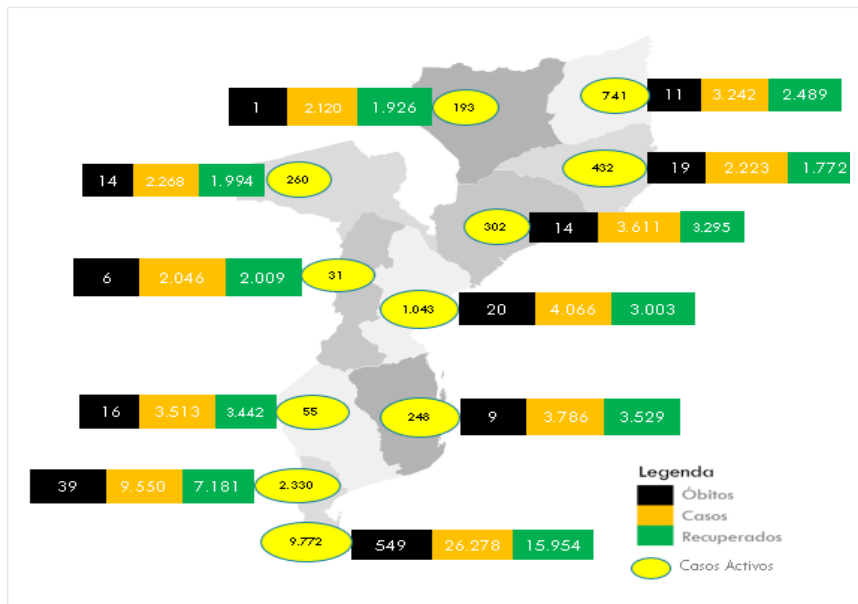 741 11 3.242 2.489
1 2.120 1.926 193
432 19 2.223 1.772
14 2.268 1.994 260
302 14 3.611 3.295
6 2.046 2.009 31
1.043 20 4.066 3.003
16 3.513 3.442 55
248 9 3.786 3.529
39 9.550 7.181 2.330
9.772 549 26.278 15.954
Legenda
Óbitos
Casos
Recuperados
Casos Activos